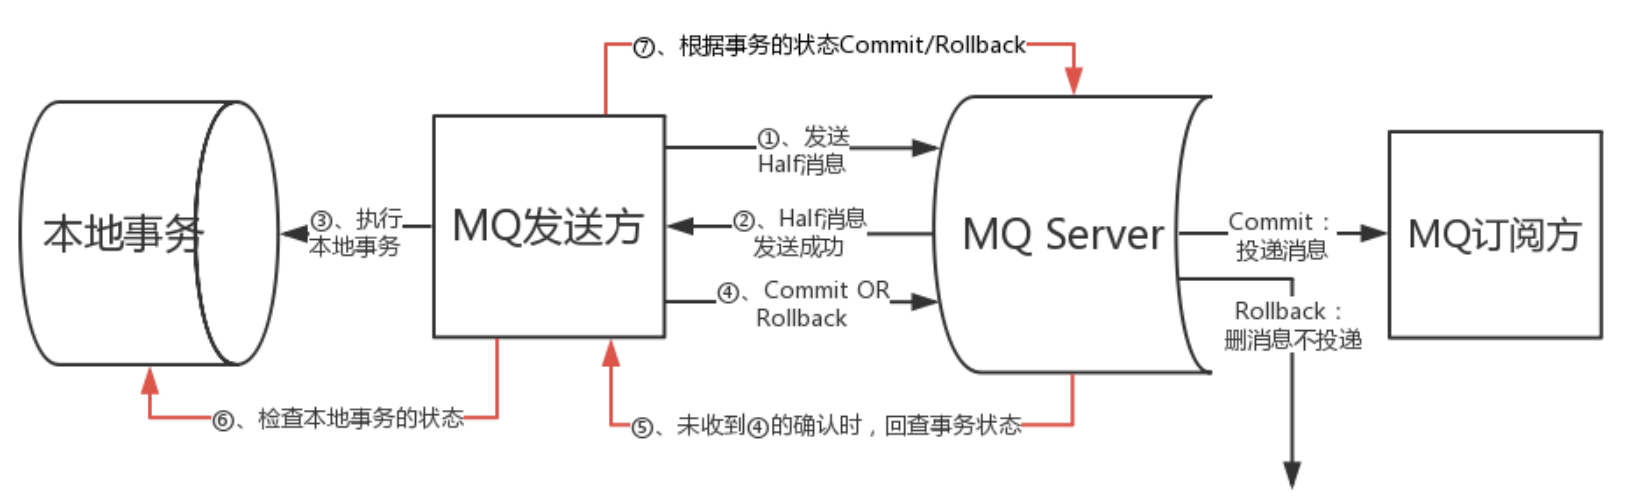 ⑦、根据事务的状态Commit/Rollback
①、发送
Half消息
本地事务
③、执行
本地事务
MQ发送方
②、Half消息
发送成功
MQ Server
Commit：
投递消息
MQ订阅方
④、Commit OR
Rollback
Rollback：
删消息不投递
⑥、检查本地事务的状态
⑤、未收到④的确认时，回查事务状态